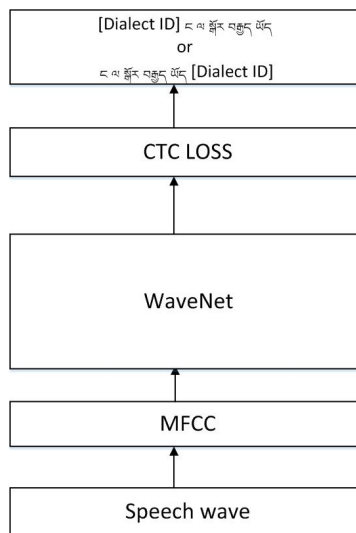 [Dialect ID] ང ལ སྒོར བརྒྱད ཡོད
or
ང ལ སྒོར བརྒྱད ཡོད [Dialect ID]
CTC LOSS
WaveNet
MFCC
Speech wave